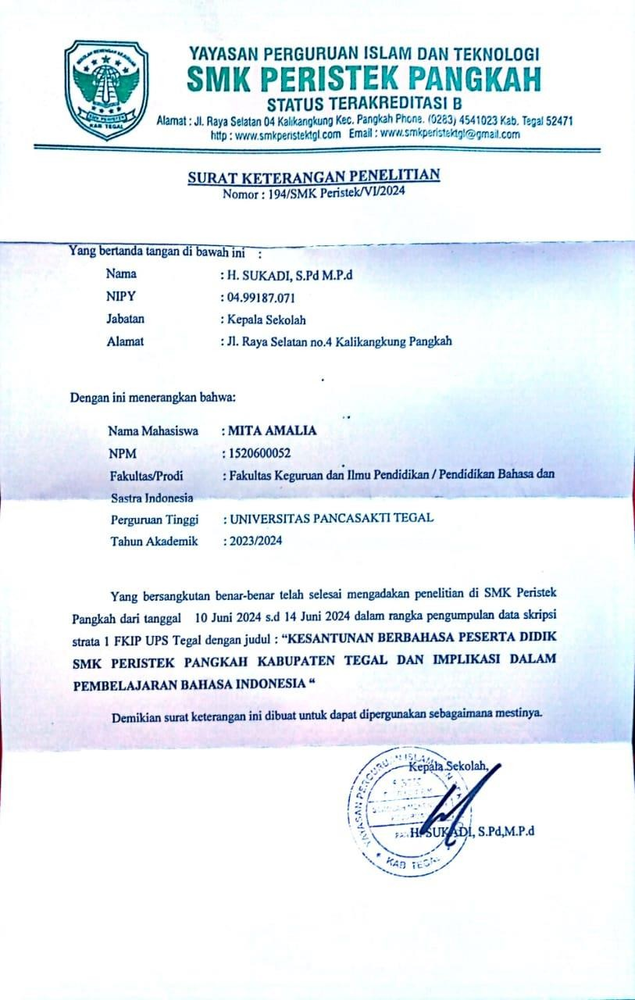 SEKOLAH MENENGAH KEJURUAN
SMK PERISTEK
KAB TEGAL
YAYASAN PERGURUAN ISLAM DAN TEKNOLOGI
SMK PERISTEK PANGKAH
STATUS TERAKREDITASI B
Alamat : Jl. Raya Selatan 04 Kalikangkung Kec. Pangkah Phone. (0283) 4541023 Kab. Tegal 52471
http : www.smkperistektgl.com Email : www.smkperistektgl@gmail.com
SURAT KETERANGAN PENELITIAN
Nomor : 194/SMK Peristek/VI/2024
Yang bertanda tangan di bawah ini :
Nama : H. SUKADI, S.Pd M.P.d
NIPY : 04.99187.071
Jabatan : Kepala Sekolah
Alamat : Jl. Raya Selatan no.4 Kalikangkung Pangkah
Dengan ini menerangkan bahwa:
Nama Mahasiswa : MITA AMALIA
NPM : 1520600052
Fakultas/Prodi : Fakultas Keguruan dan Ilmu Pendidikan / Pendidikan Bahasa dan
Sastra Indonesia
Perguruan Tinggi : UNIVERSITAS PANCASAKTI TEGAL
Tahun Akademik : 2023/2024
Yang bersangkutan benar-benar telah selesai mengadakan penelitian di SMK Peristek
Pangkah dari tanggal 10 Juni 2024 s.d 14 Juni 2024 dalam rangka pengumpulan data skripsi
strata 1 FKIP UPS Tegal dengan judul : “KESANTUNAN BERBAHASA PESERTA DIDIK
SMK PERISTEK PANGKAH KABUPATEN TEGAL DAN IMPLIKASI DALAM
PEMBELAJARAN BAHASA INDONESIA “
Demikian surat keterangan ini dibuat untuk dapat dipergunakan sebagaimana mestinya.
Kepala Sekolah,
YAYASAN PERGURUAN ISLAM
KAB TEGAL
H. SUKADI, S.Pd,M.P.d